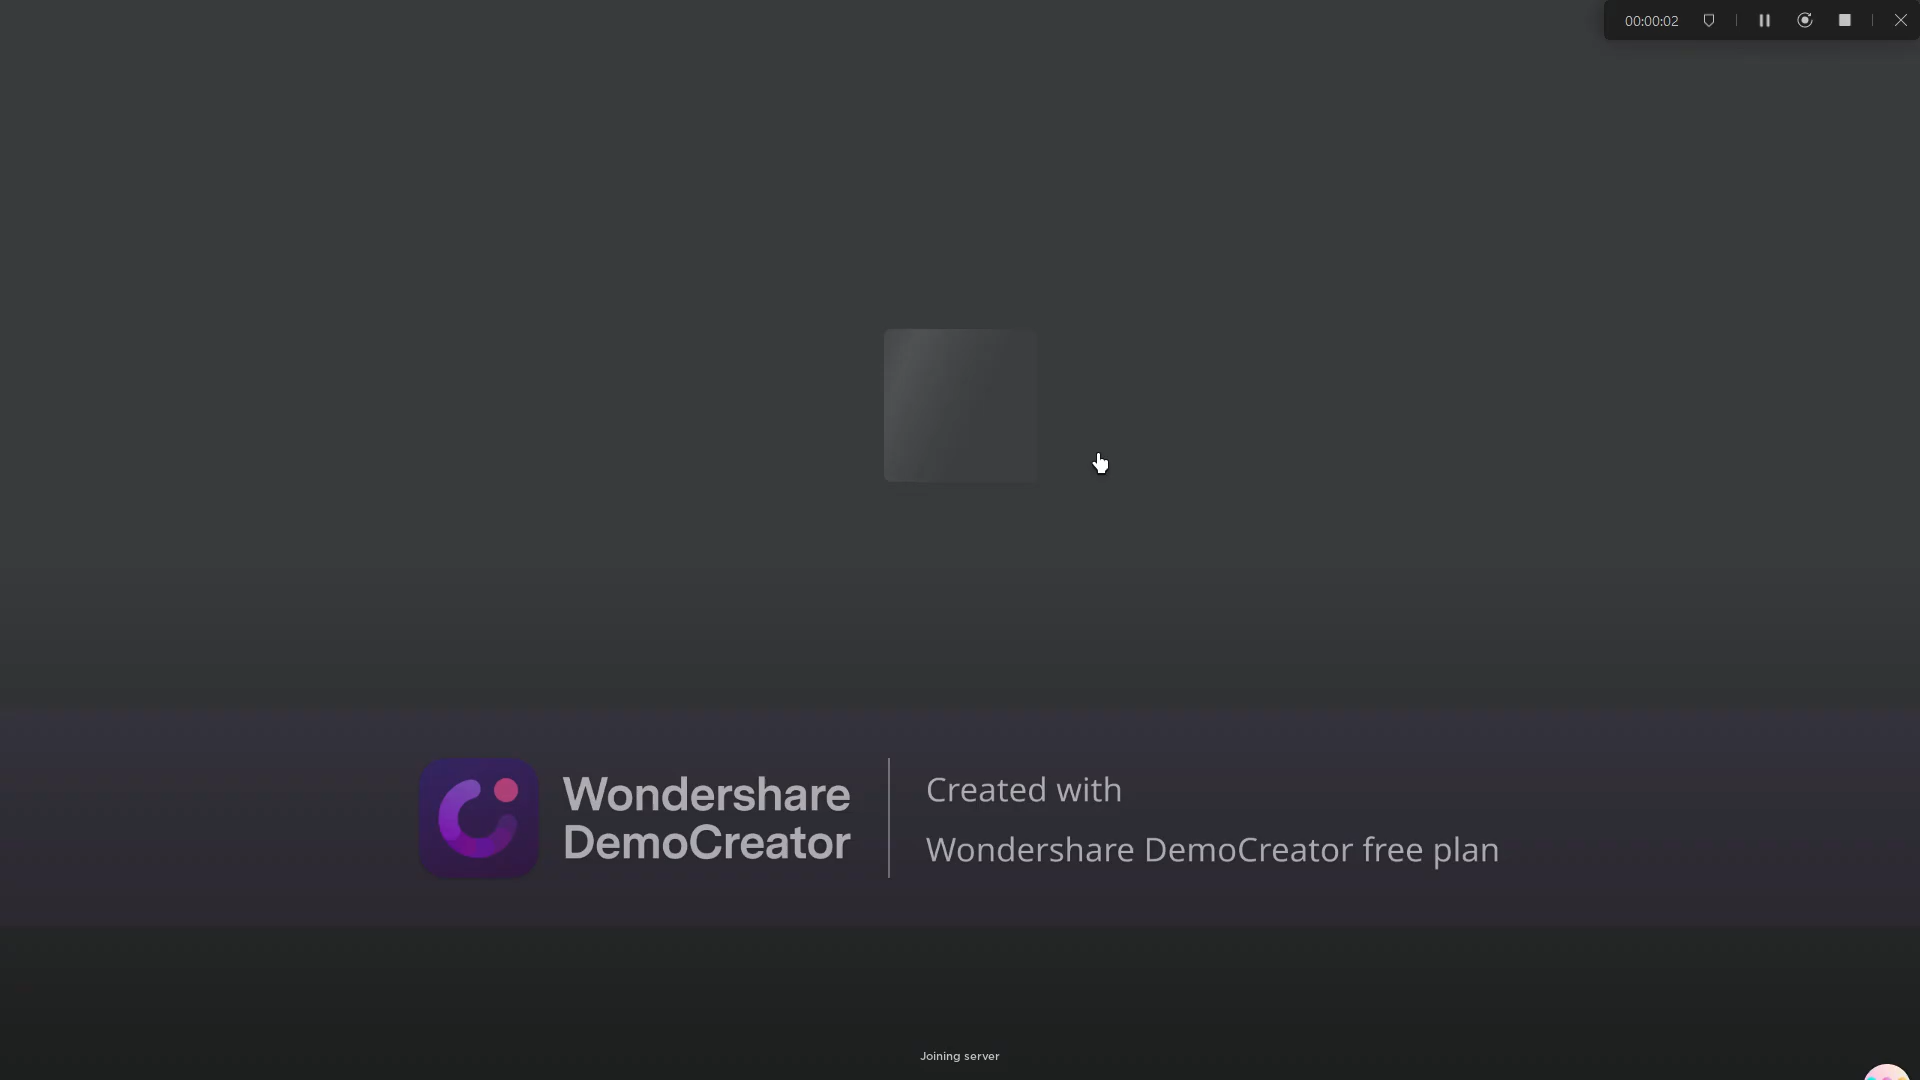 00:00:02
Wondershare
DemoCreator
Created with
Wondershare DemoCreator free plan
Joining server